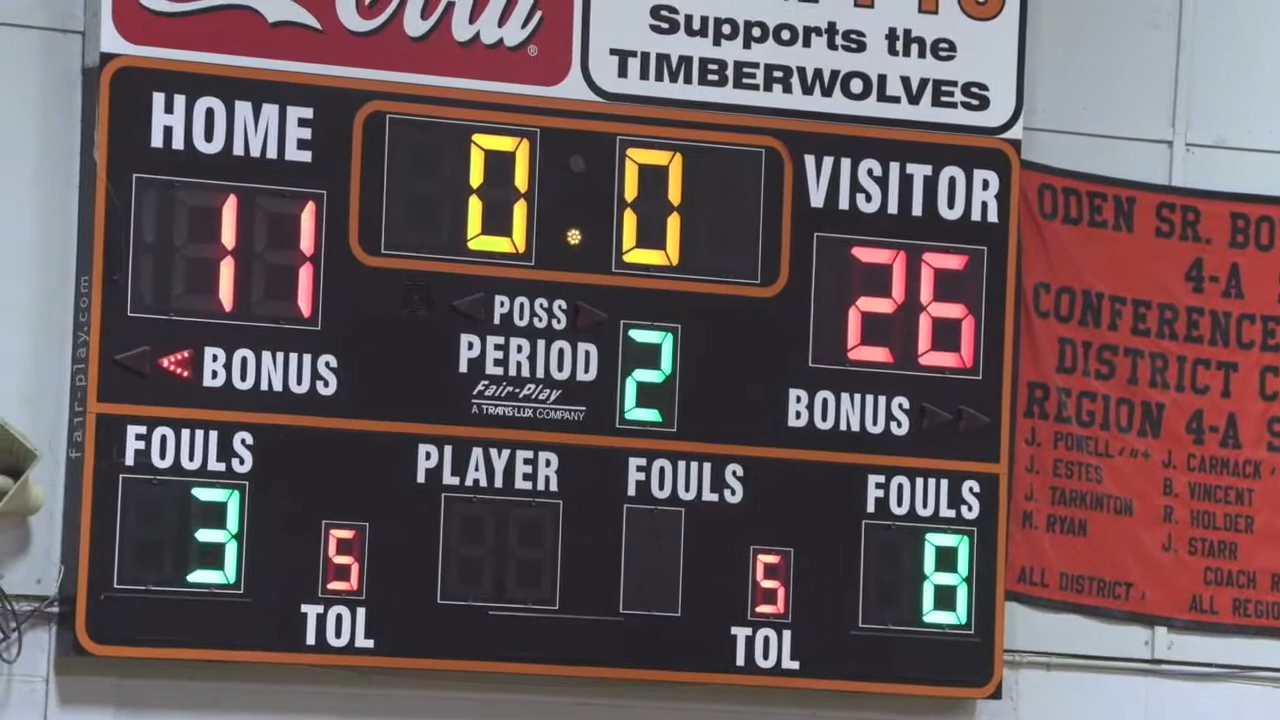 Cola
®
Supports the
TIMBERWOLVES
HOME
0.0
VISITOR
11
26
POSS
PERIOD
2
Fair-Play
A TRANS-LUX COMPANY
BONUS
BONUS
fair-play.com
FOULS
PLAYER
FOULS
FOULS
3
5
5
8
TOL
TOL
ODEN SR. BO
4-A
CONFERENCE
DISTRICT C
REGION 4-A S
J. POWELL
J. CARMACK
J. ESTES
B. VINCENT
J. TARKINTON
R. HOLDER
M. RYAN
J. STARR
COACH R
ALL DISTRICT
ALL REGIO